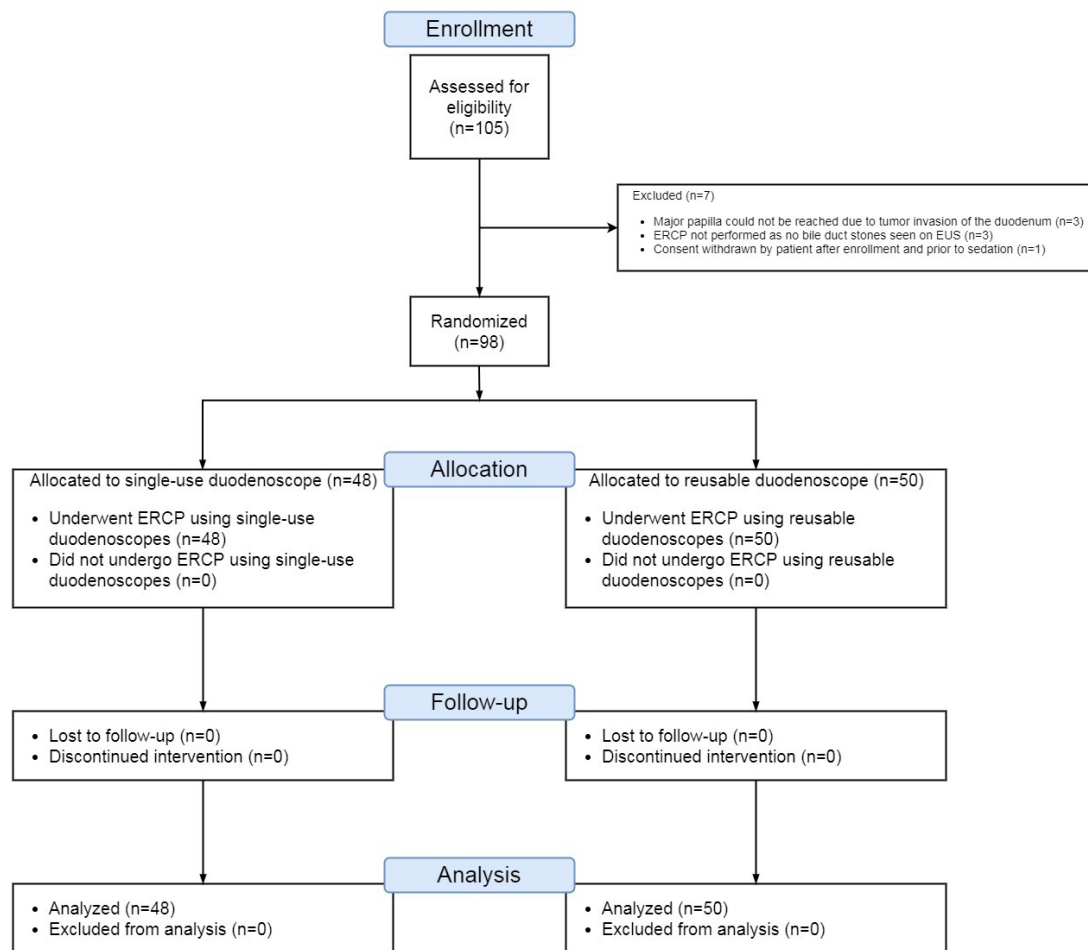 Enrollment
Assessed for
eligibility
(n=105)
Excluded (n=7)
• Major papilla could not be reached due to tumor invasion of the duodenum (n=3)
• ERCP not performed as no bile duct stones seen on EUS (n=3)
• Consent withdrawn by patient after enrollment and prior to sedation (n=1)
Randomized
(n=98)
Allocation
Allocated to single-use duodenoscope (n=48)
• Underwent ERCP using single-use
duodenoscopes (n=48)
• Did not undergo ERCP using single-use
duodenoscopes (n=0)
Allocated to reusable duodenoscope (n=50)
• Underwent ERCP using reusable
duodenoscopes (n=50)
• Did not undergo ERCP using reusable
duodenoscopes (n=0)
Follow-up
• Lost to follow-up (n=0)
• Discontinued intervention (n=0)
• Lost to follow-up (n=0)
• Discontinued intervention (n=0)
Analysis
• Analyzed (n=48)
• Excluded from analysis (n=0)
• Analyzed (n=50)
• Excluded from analysis (n=0)